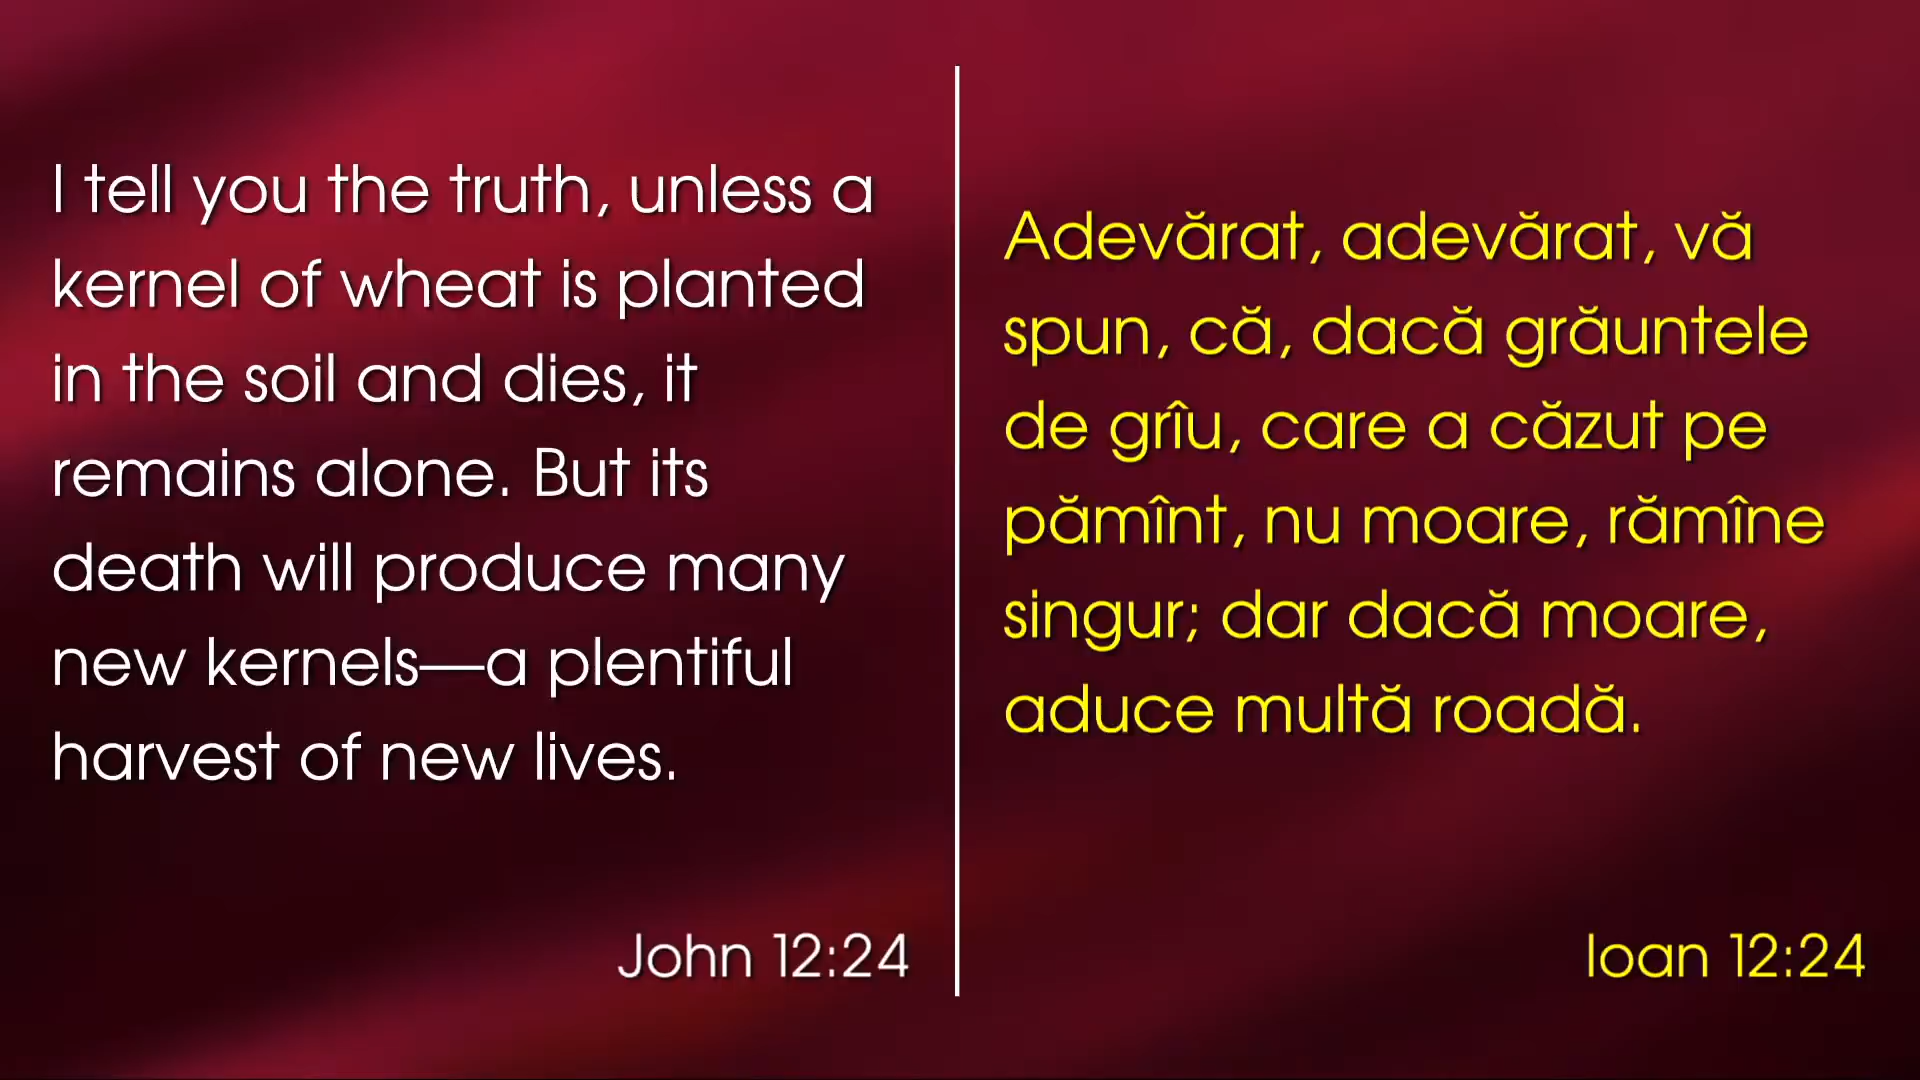 I tell you the truth, unless a
kernel of wheat is planted
in the soil and dies, it
remains alone. But its
death will produce many
new kernels—a plentiful
harvest of new lives.
John 12:24
Adevărat, adevărat, vă
spun, că, dacă grăuntele
de grîu, care a căzut pe
pămînt, nu moare, rămîne
singur; dar dacă moare,
aduce multă roadă.
Ioan 12:24